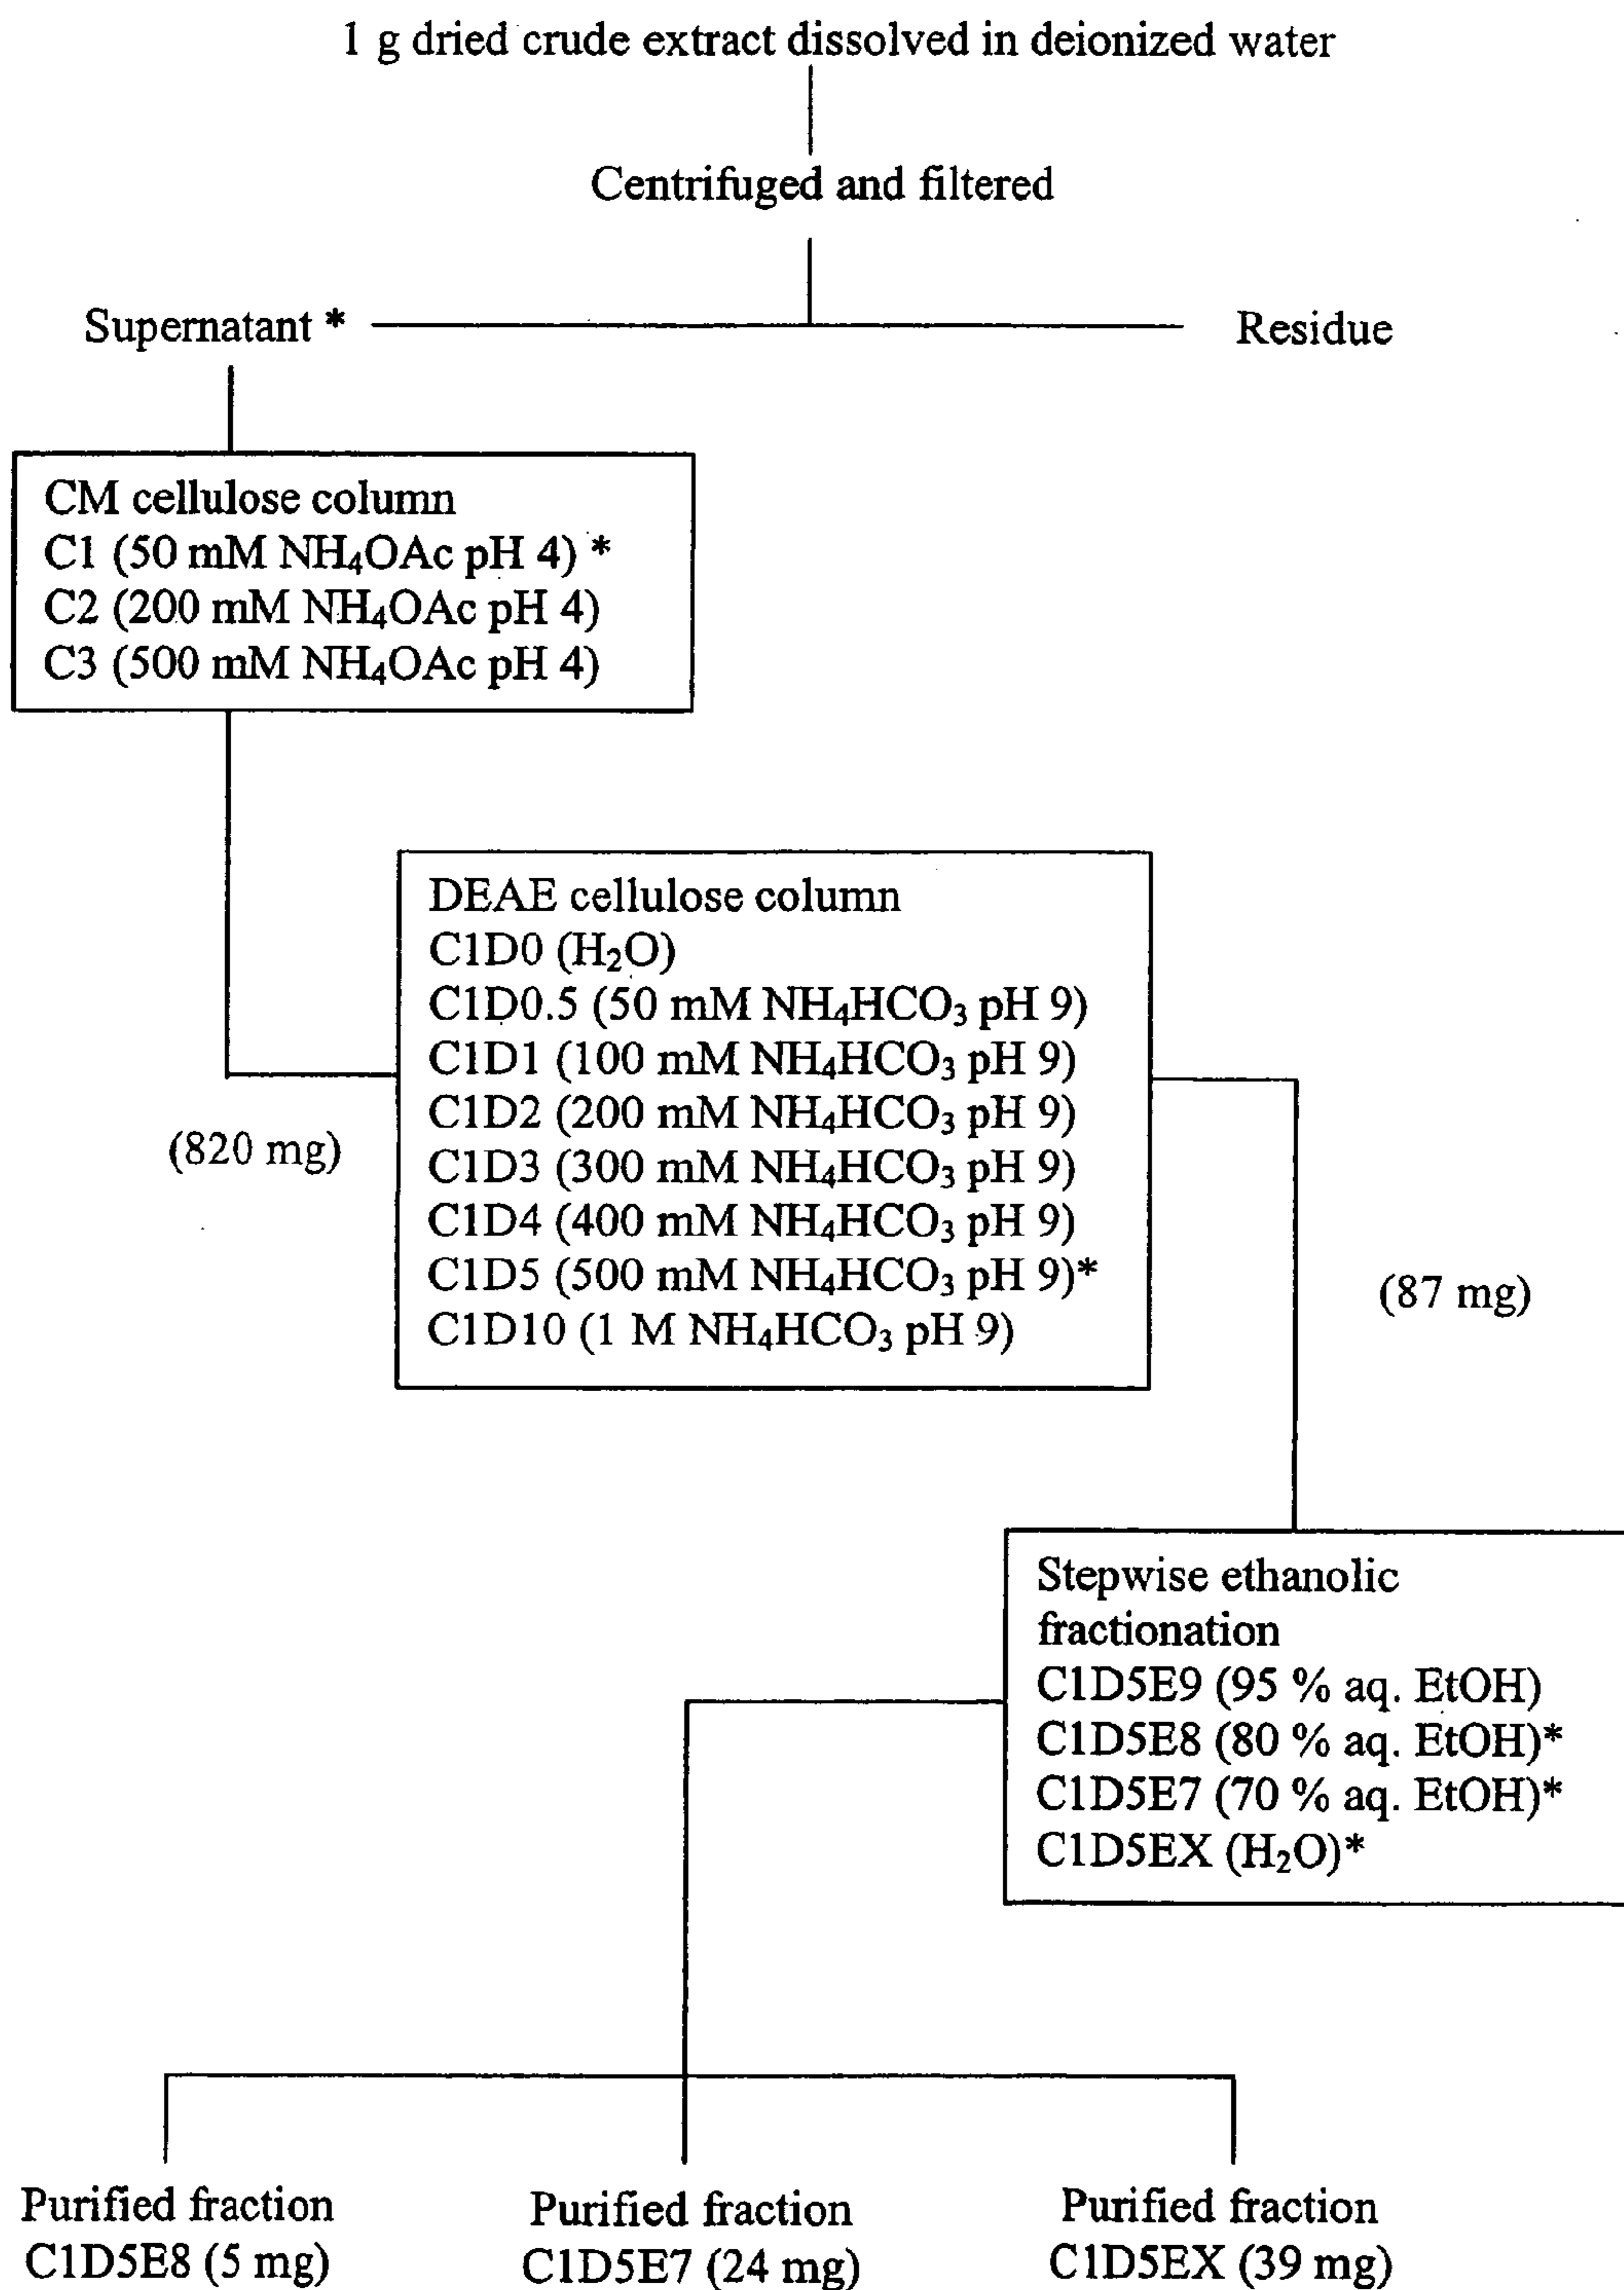 1 g dried crude extract dissolved in deionized water
Centrifuged and filtered
Supernatant *
Residue
CM cellulose column
C1 (50 mM NH₄OAc pH 4) *
C2 (200 mM NH₄OAc pH 4)
C3 (500 mM NH₄OAc pH 4)
DEAE cellulose column
C1D0 (H₂O)
C1D0.5 (50 mM NH₄HCO₃ pH 9)
C1D1 (100 mM NH₄HCO₃ pH 9)
C1D2 (200 mM NH₄HCO₃ pH 9)
C1D3 (300 mM NH₄HCO₃ pH 9)
C1D4 (400 mM NH₄HCO₃ pH 9)
C1D5 (500 mM NH₄HCO₃ pH 9)*
C1D10 (1 M NH₄HCO₃ pH 9)
(820 mg)
(87 mg)
Stepwise ethanolic
fractionation
C1D5E9 (95 % aq. EtOH)
C1D5E8 (80 % aq. EtOH)*
C1D5E7 (70 % aq. EtOH)*
C1D5EX (H₂O)*
Purified fraction
C1D5E8 (5 mg)
Purified fraction
C1D5E7 (24 mg)
Purified fraction
C1D5EX (39 mg)